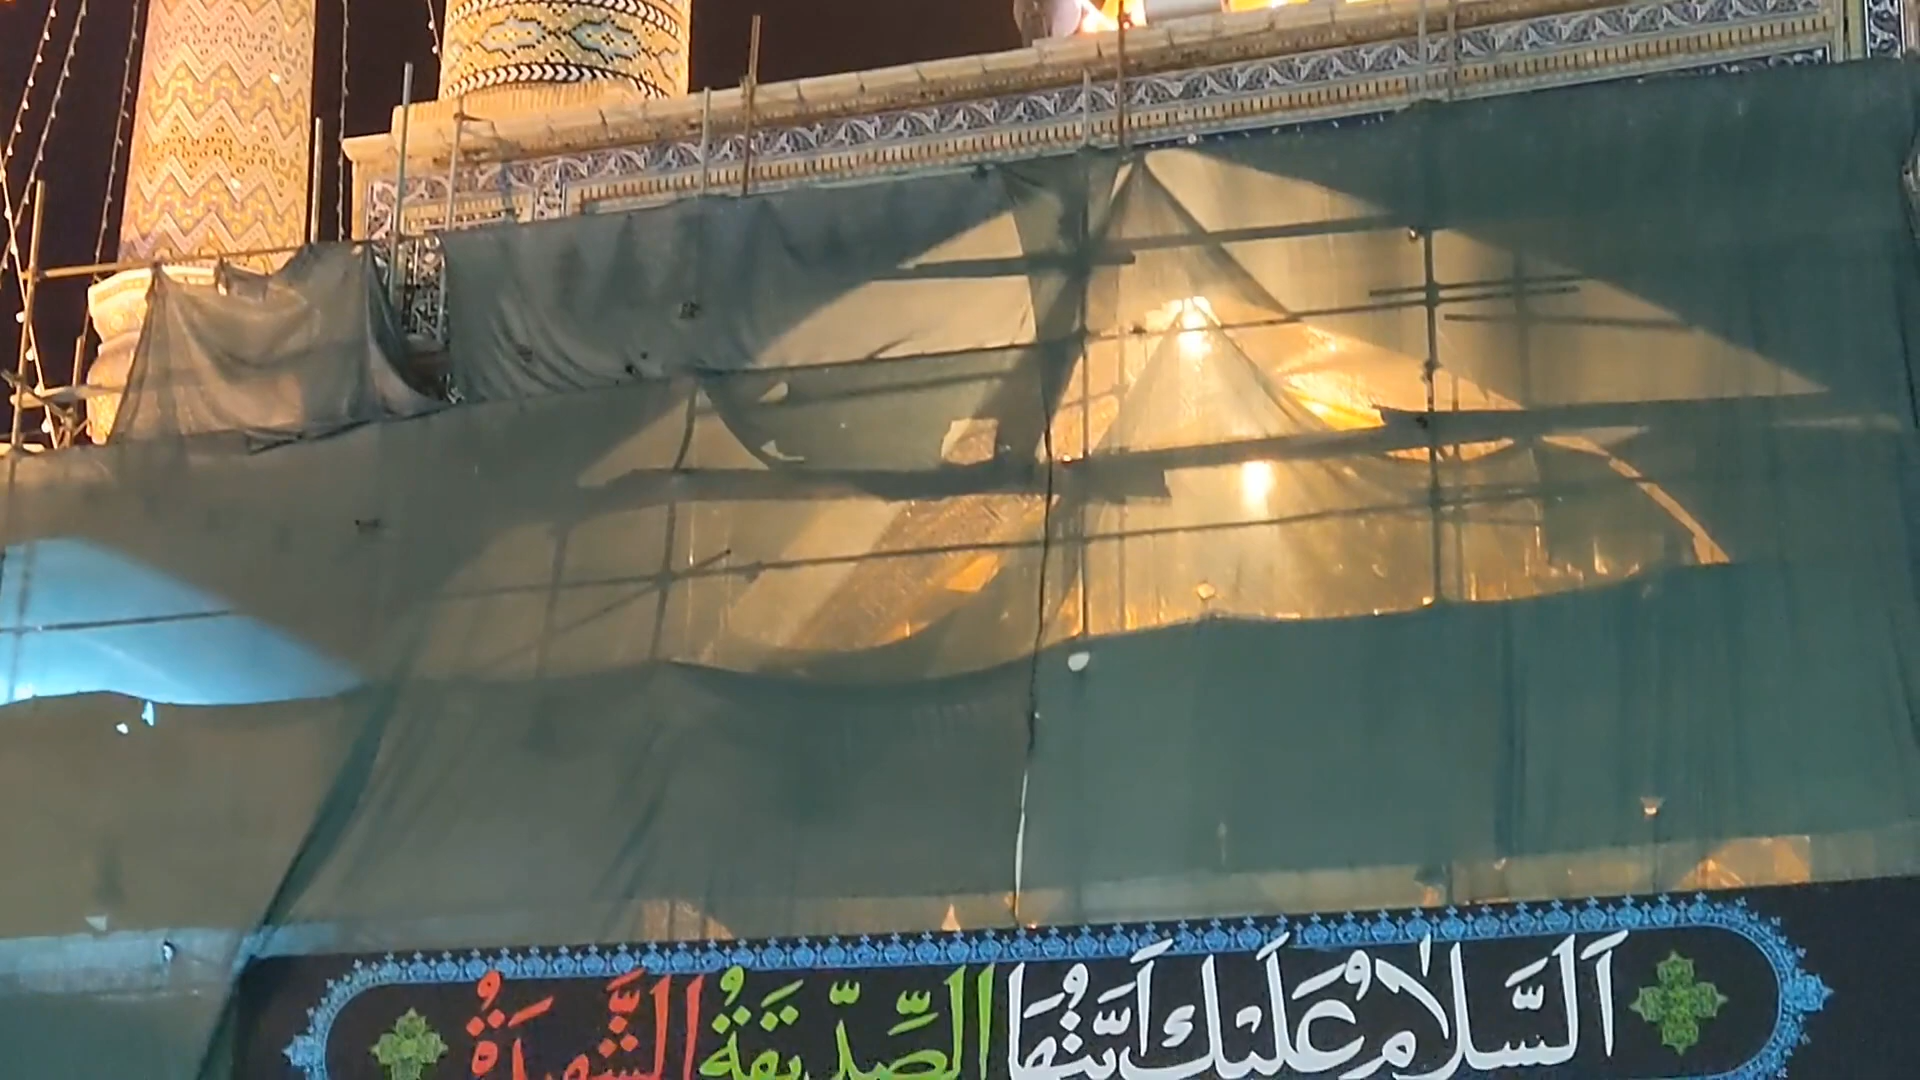 اَلسَّلامُ عَلَيْكِ اَيَّتُهَا الصِّدّيقَةُ الشَّهيدَةُ